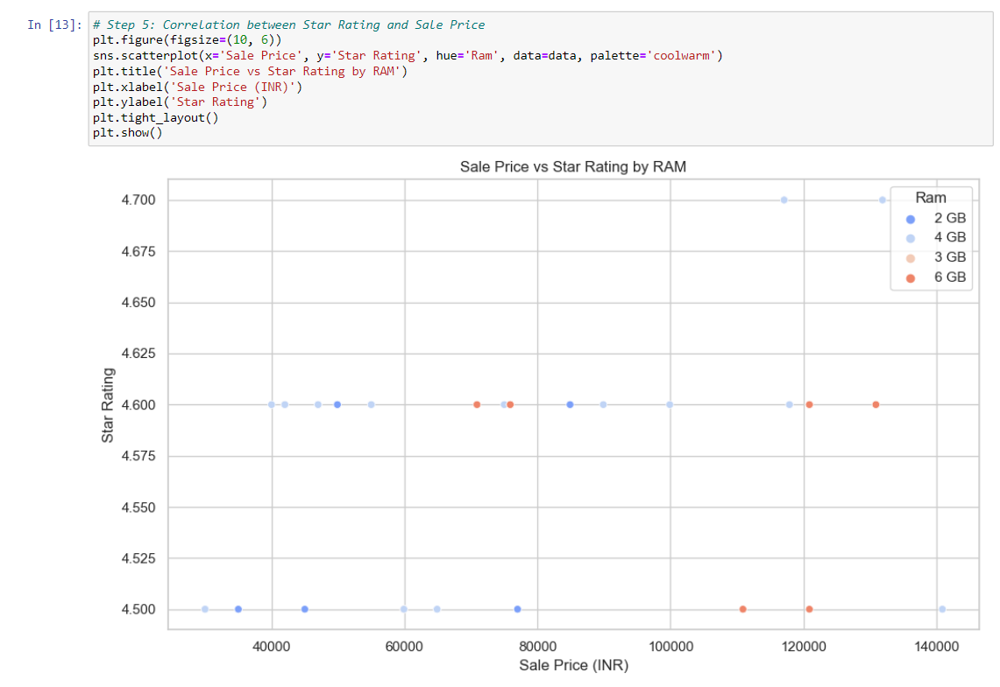 In [13]:
# Step 5: Correlation between Star Rating and Sale Price
plt.figure(figsize=(10, 6))
sns.scatterplot(x='Sale Price', y='Star Rating', hue='Ram', data=data, palette='coolwarm')
plt.title('Sale Price vs Star Rating by RAM')
plt.xlabel('Sale Price (INR)')
plt.ylabel('Star Rating')
plt.tight_layout()
plt.show()
Sale Price vs Star Rating by RAM
Ram
2 GB
4 GB
3 GB
6 GB
Star Rating
4.700
4.675
4.650
4.625
4.600
4.575
4.550
4.525
4.500
40000 60000 80000 100000 120000 140000
Sale Price (INR)